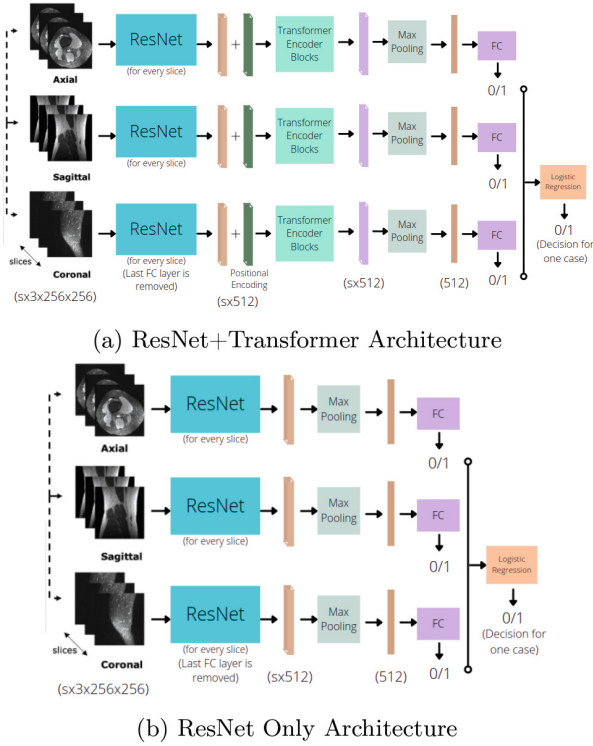 ResNet
(for every slice)
+
Transformer
Encoder
Blocks
Max
Pooling
FC
0/1
Axial
ResNet
(for every slice)
+
Transformer
Encoder
Blocks
Max
Pooling
FC
0/1
Sagittal
Logistic
Regression
0/1
(Decision for
one case)
ResNet
(for every slice)
(Last FC layer is
removed)
+
Positional
Encoding
(sx512)
Transformer
Encoder
Blocks
(sx512)
Max
Pooling
(512)
FC
0/1
slices
Coronal
(sx3x256x256)
(a) ResNet+Transformer Architecture
ResNet
(for every slice)
Max
Pooling
FC
0/1
Axial
ResNet
(for every slice)
Max
Pooling
FC
0/1
Sagittal
Logistic
Regression
0/1
(Decision for
one case)
ResNet
(for every slice)
(Last FC layer is
removed)
(sx512)
Max
Pooling
(512)
FC
0/1
slices
Coronal
(sx3x256x256)
(b) ResNet Only Architecture